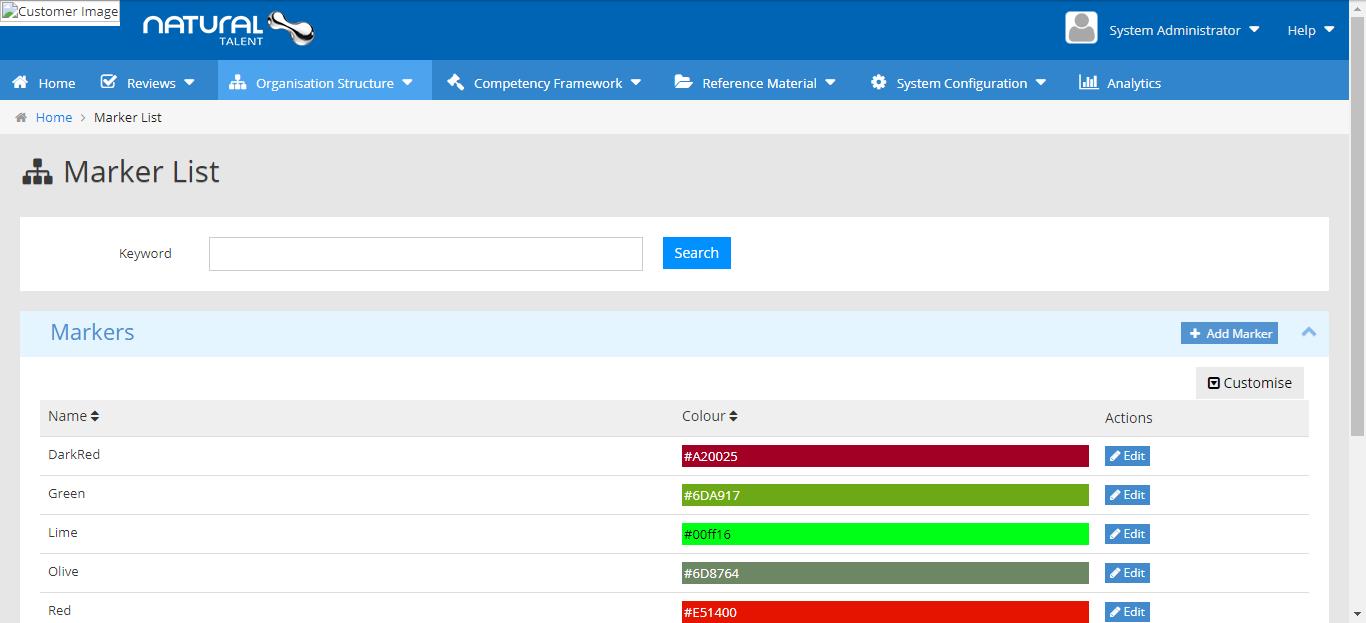 Customer Image
NATURAL
TALENT
System Administrator
Help
Home
Reviews
Organisation Structure
Competency Framework
Reference Material
System Configuration
Analytics
Home > Marker List
Marker List
Keyword
Search
Markers
+ Add Marker
Customise
Name Colour Actions
DarkRed #A20025 Edit
Green #6DA917 Edit
Lime #00ff16 Edit
Olive #6D8764 Edit
Red #E51400 Edit